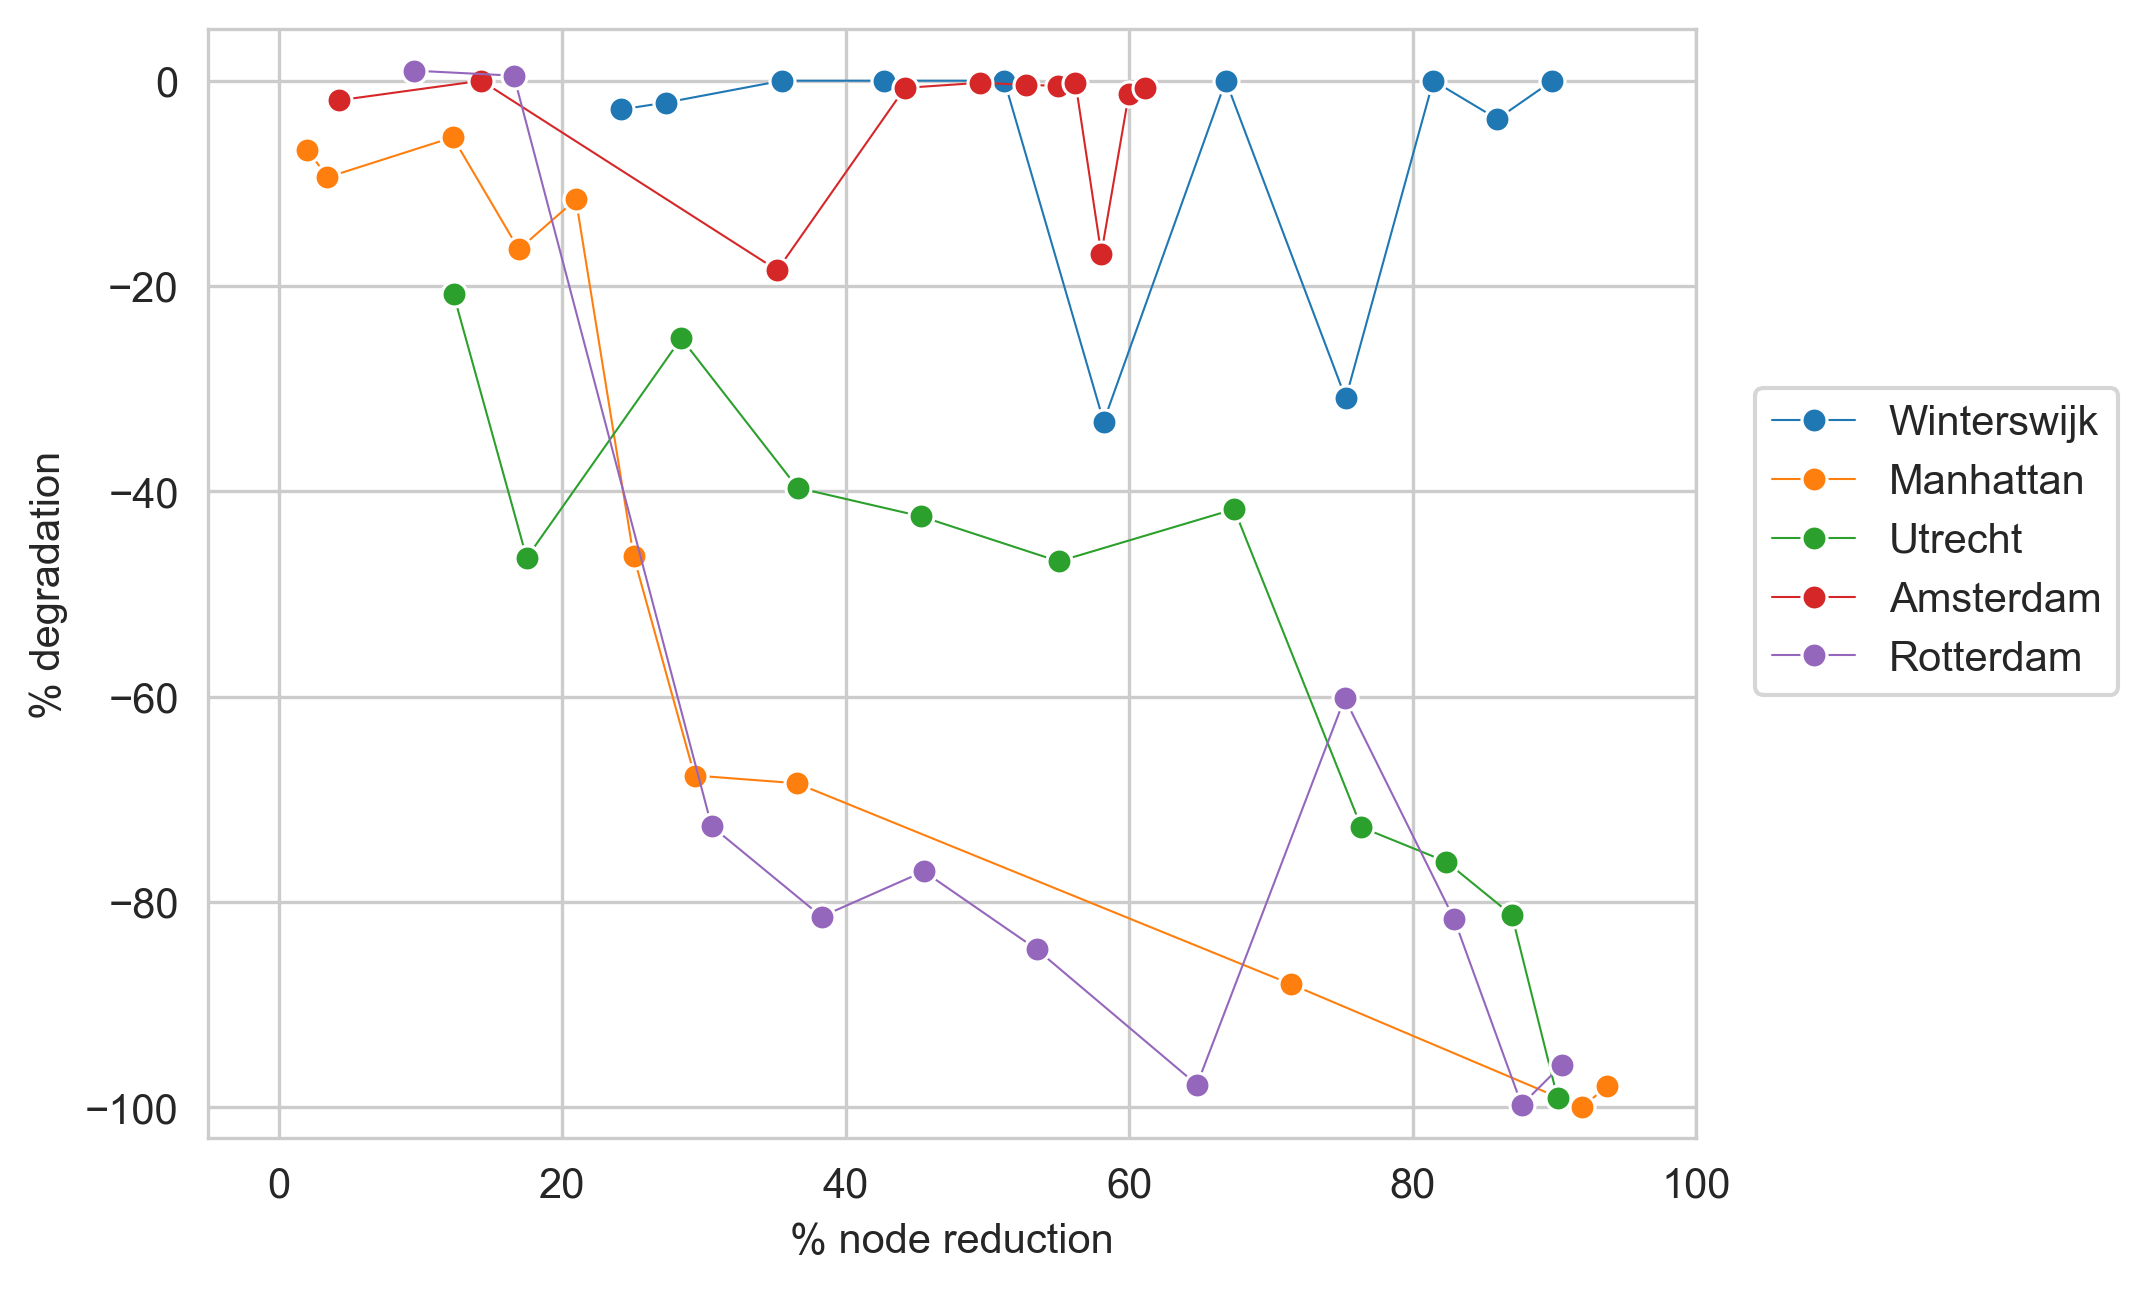 0
−20
−40
−60
−80
−100
% degradation
0 20 40 60 80 100
% node reduction
Winterswijk
Manhattan
Utrecht
Amsterdam
Rotterdam